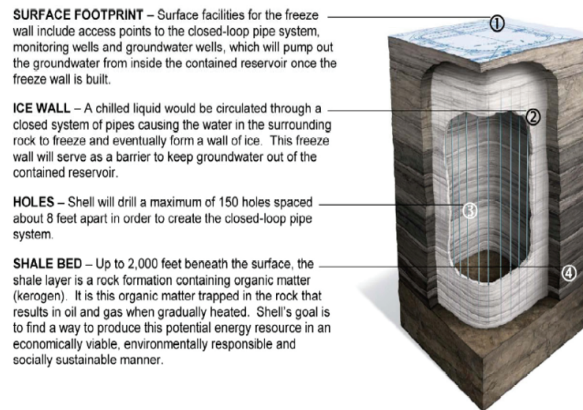 SURFACE FOOTPRINT – Surface facilities for the freeze
wall include access points to the closed-loop pipe system,
monitoring wells and groundwater wells, which will pump out
the groundwater from inside the contained reservoir once the
freeze wall is built.
ICE WALL – A chilled liquid would be circulated through a
closed system of pipes causing the water in the surrounding
rock to freeze and eventually form a wall of ice. This freeze
wall will serve as a barrier to keep groundwater out of the
contained reservoir.
HOLES – Shell will drill a maximum of 150 holes spaced
about 8 feet apart in order to create the closed-loop pipe
system.
SHALE BED – Up to 2,000 feet beneath the surface, the
shale layer is a rock formation containing organic matter
(kerogen). It is this organic matter trapped in the rock that
results in oil and gas when gradually heated. Shell's goal is
to find a way to produce this potential energy resource in an
economically viable, environmentally responsible and
socially sustainable manner.
1
2
3
4